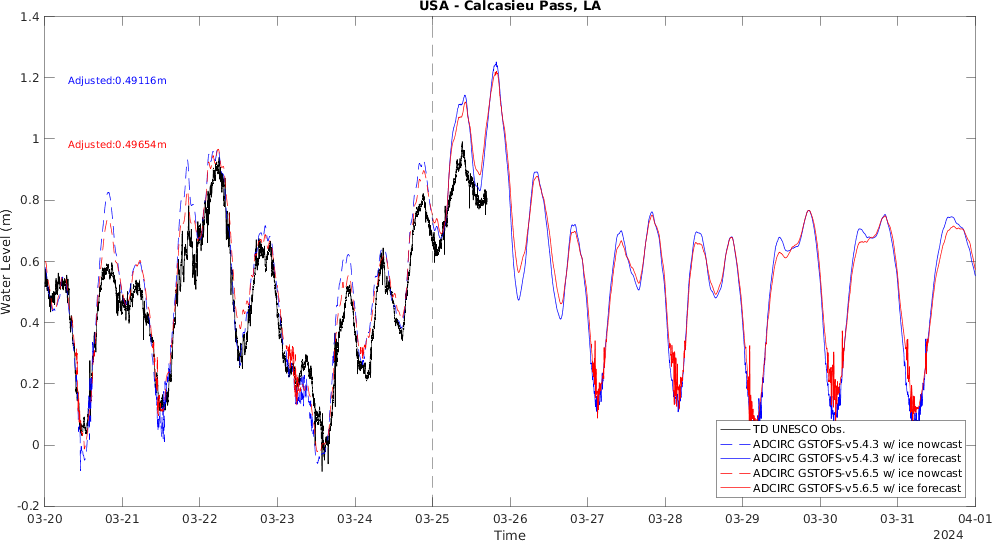 USA - Calcasieu Pass, LA
1.4
1.2
1
0.8
0.6
0.4
0.2
0
-0.2
Water Level (m)
Adjusted:0.49116m
Adjusted:0.49654m
TD UNESCO Obs.
ADCIRC GSTOFS-v5.4.3 w/ ice nowcast
ADCIRC GSTOFS-v5.4.3 w/ ice forecast
ADCIRC GSTOFS-v5.6.5 w/ ice nowcast
ADCIRC GSTOFS-v5.6.5 w/ ice forecast
03-20 03-21 03-22 03-23 03-24 03-25 03-26 03-27 03-28 03-29 03-30 03-31 04-01
Time
2024